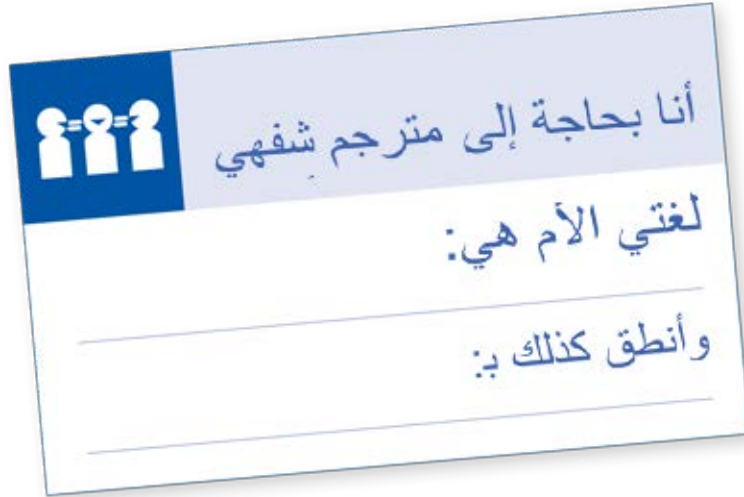 أنا بحاجة إلى مترجم شفهي
لغتي الأم هي:
وأنطق كذلك بـ: